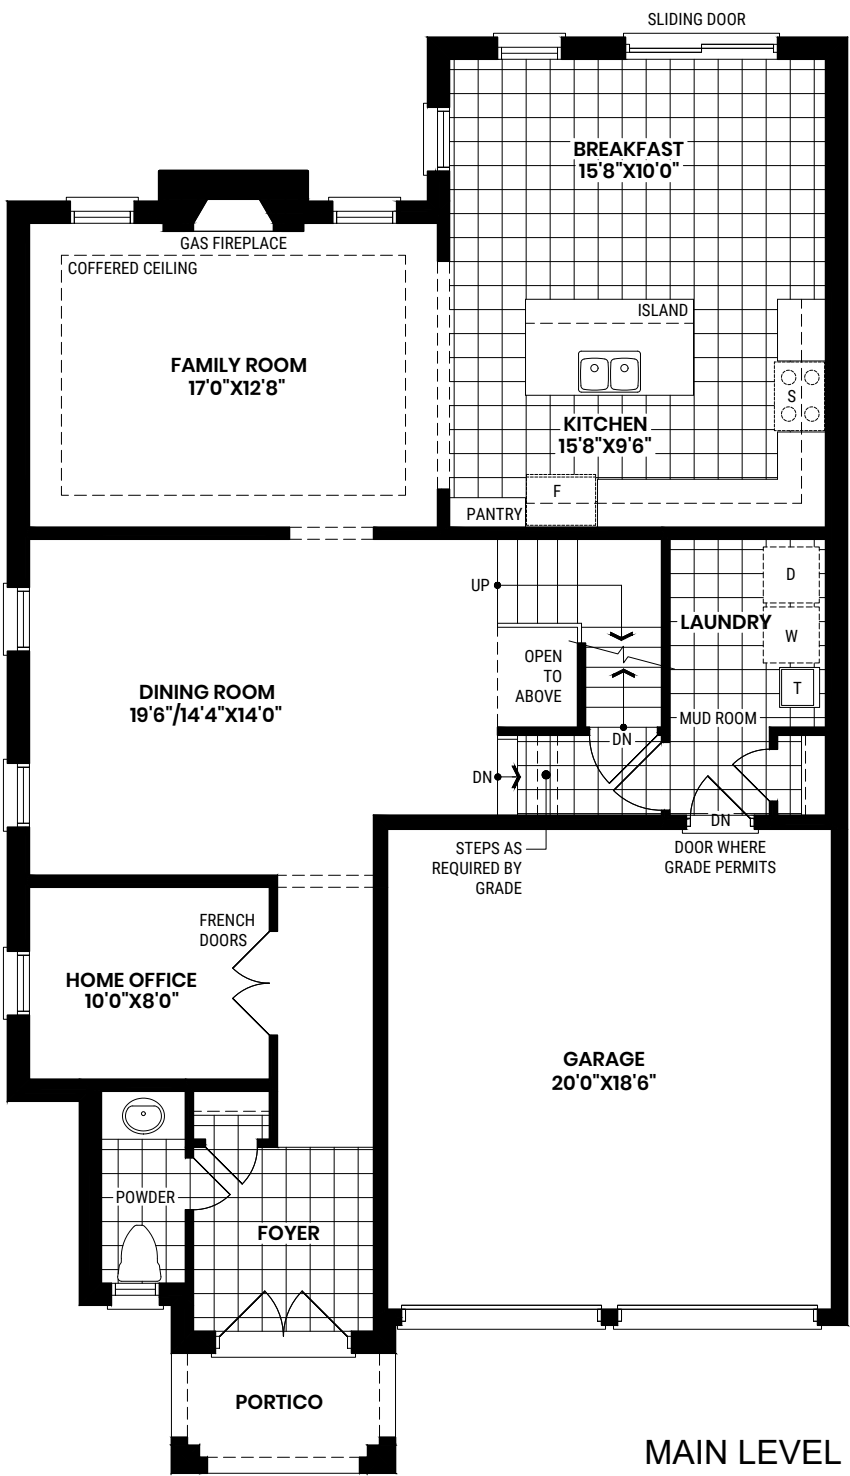 SLIDING DOOR
BREAKFAST
15'8"X10'0"
GAS FIREPLACE
COFFERED CEILING
ISLAND
FAMILY ROOM
17'0"X12'8"
S
KITCHEN
15'8"X9'6"
F
PANTRY
UP
D
LAUNDRY
W
OPEN
TO
ABOVE
T
DINING ROOM
19'6"/14'4"X14'0"
MUD ROOM
DN
DN
DN
STEPS AS
REQUIRED BY
GRADE
DOOR WHERE
GRADE PERMITS
FRENCH
DOORS
HOME OFFICE
10'0"X8'0"
GARAGE
20'0"X18'6"
POWDER
FOYER
PORTICO
MAIN LEVEL